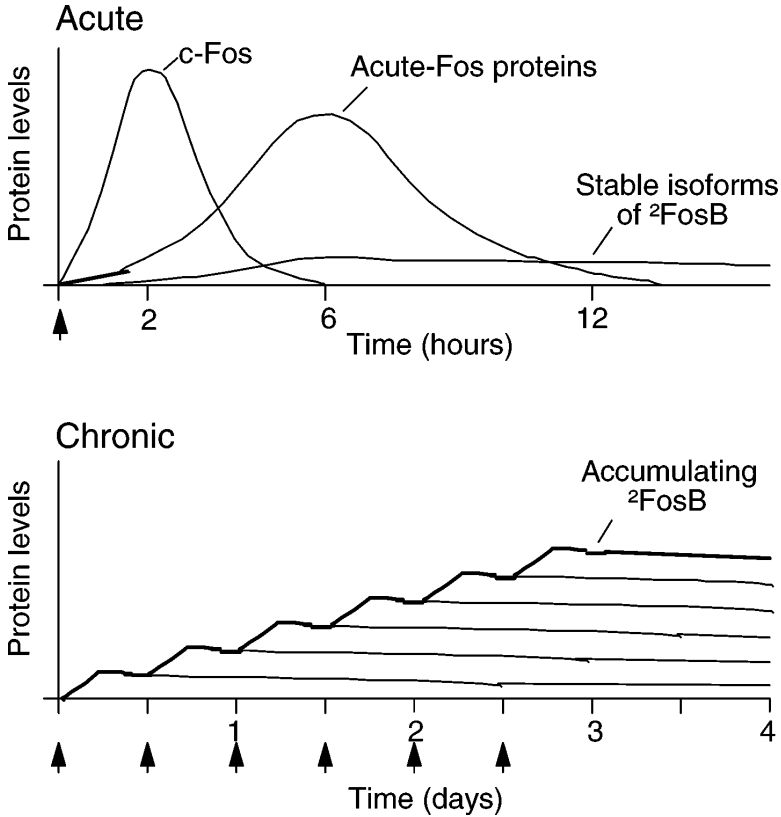 Acute
c-Fos
Acute-Fos proteins
Stable isoforms
of ²FosB
Protein levels
2
6
12
Time (hours)
Chronic
Accumulating
²FosB
Protein levels
1
2
3
4
Time (days)